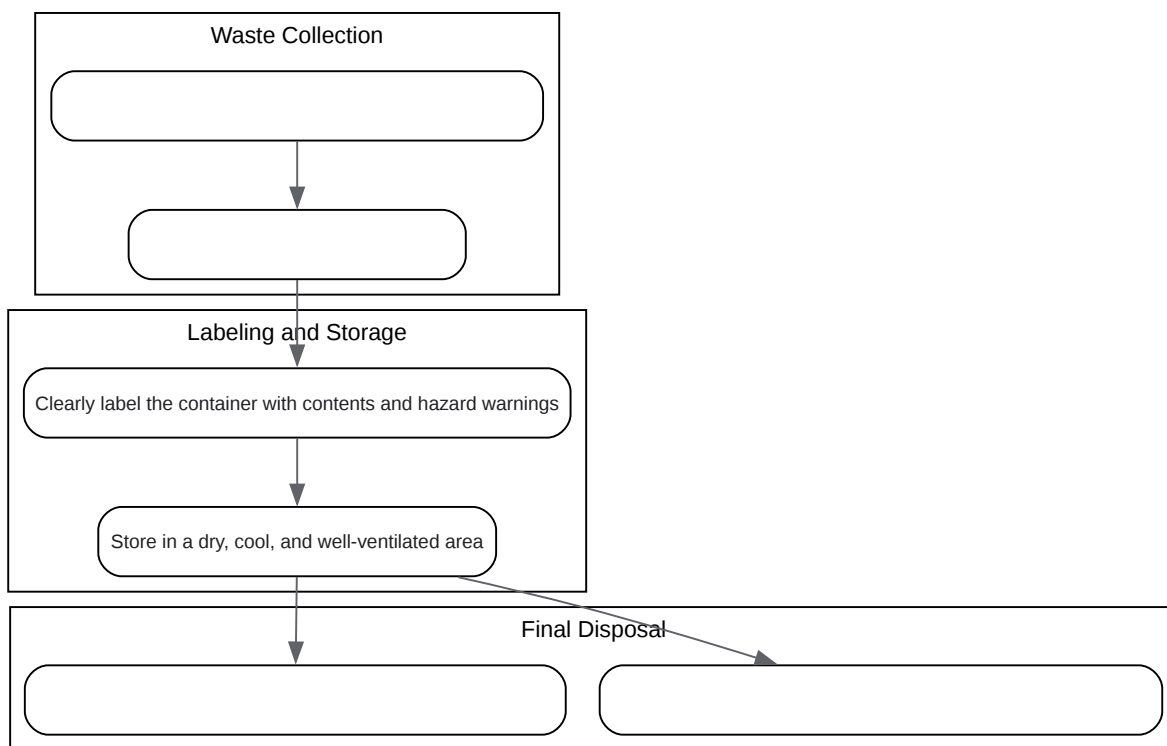 Waste Collection
Labeling and Storage
Clearly label the container with contents and hazard warnings
Store in a dry, cool, and well-ventilated area
Final Disposal